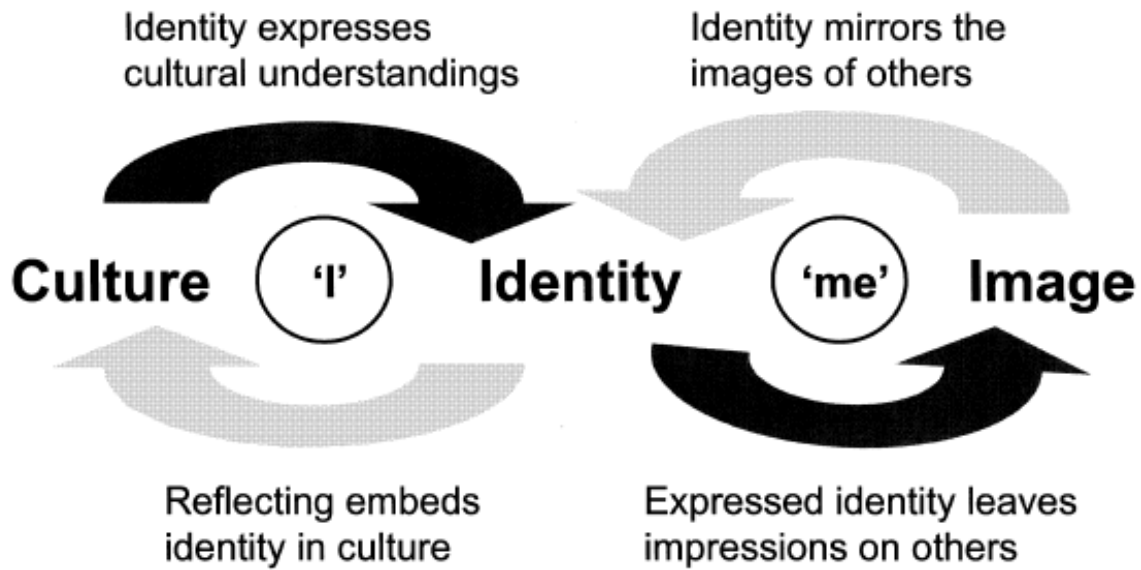 Identity expresses
cultural understandings
Identity mirrors the
images of others
Culture
'I'
Identity
'me'
Image
Reflecting embeds
identity in culture
Expressed identity leaves
impressions on others